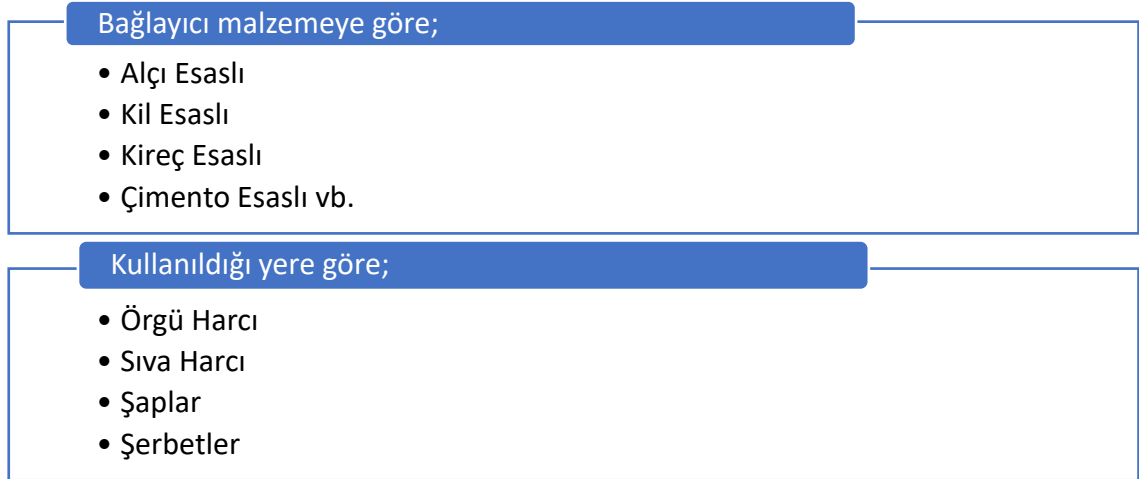 Bağlayıcı malzemeye göre;
• Alçı Esaslı
• Kil Esaslı
• Kireç Esaslı
• Çimento Esaslı vb.
Kullanıldığı yere göre;
• Örgü Harcı
• Sıva Harcı
• Şaplar
• Şerbetler